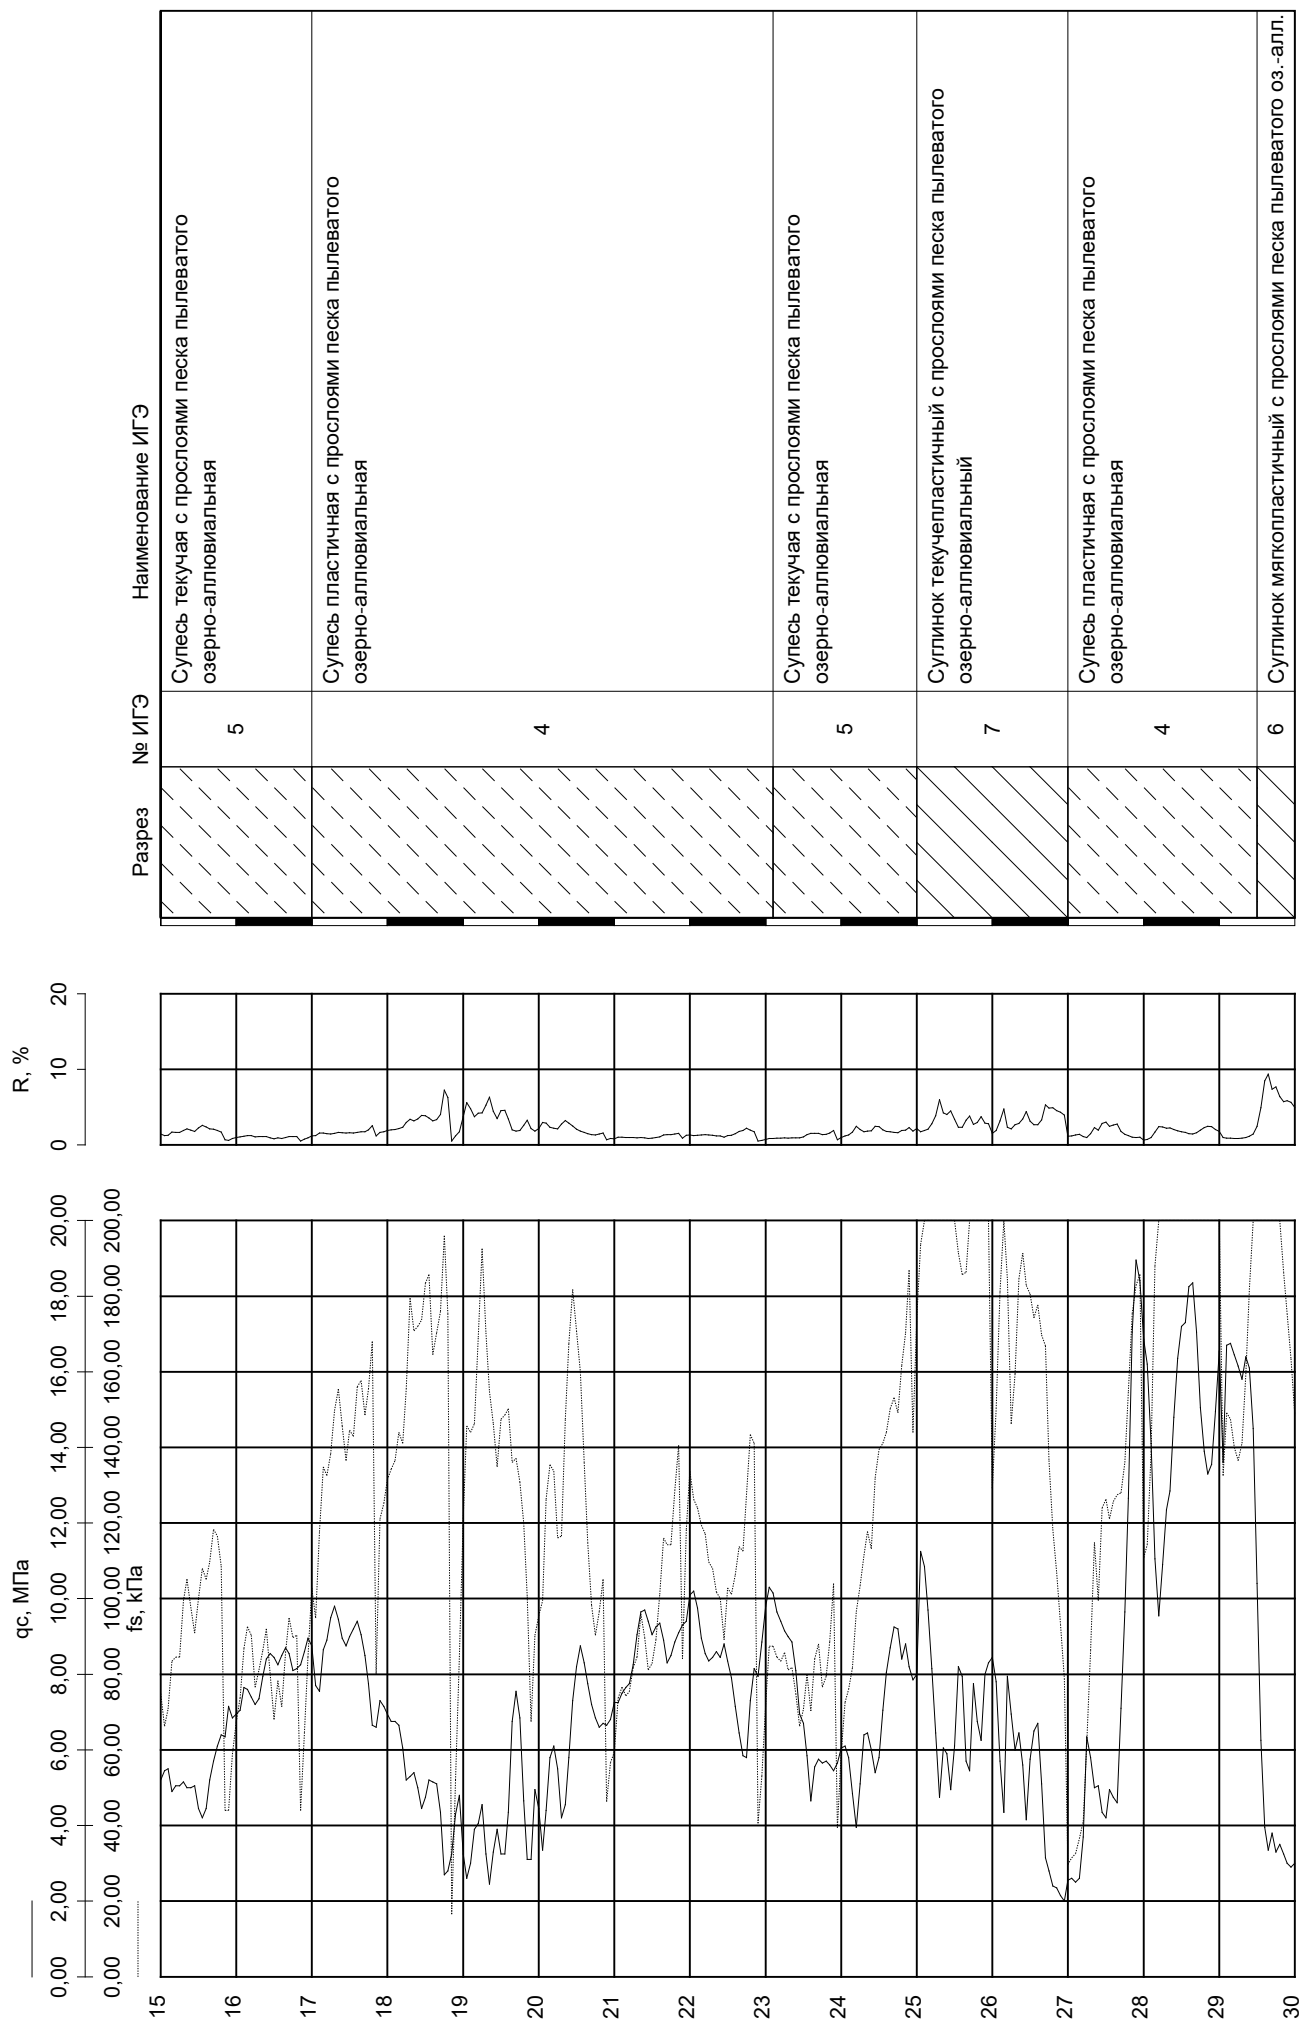 qc, МПа
0,00 2,00 4,00 6,00 8,00 10,00 12,00 14,00 16,00 18,00 20,00
0,00 20,00 40,00 60,00 80,00 100,00 120,00 140,00 160,00 180,00 200,00
fs, кПа
R, %
0 10 20
Разрез
№ ИГЭ
Наименование ИГЭ
15
16
17
18
19
20
21
22
23
24
25
26
27
28
29
30
5
Супесь текучая с прослоями песка пылеватого
озерно-аллювиальная
4
Супесь пластичная с прослоями песка пылеватого
озерно-аллювиальная
5
Супесь текучая с прослоями песка пылеватого
озерно-аллювиальная
7
Суглинок текучепластичный с прослоями песка пылеватого
озерно-аллювиальный
4
Супесь пластичная с прослоями песка пылеватого
озерно-аллювиальная
6
Суглинок мягкопластичный с прослоями песка пылеватого оз.-алл.